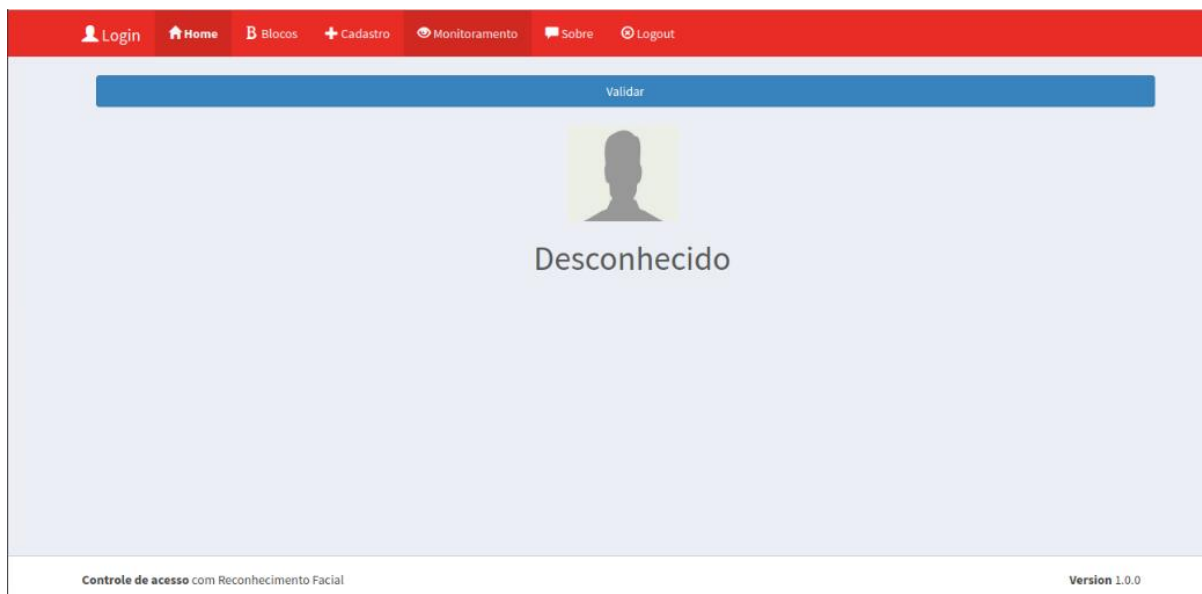 Login Home B Blocos Cadastro Monitoramento Sobre Logout
Validar
Desconhecido
Controle de acesso com Reconhecimento Facial Version 1.0.0